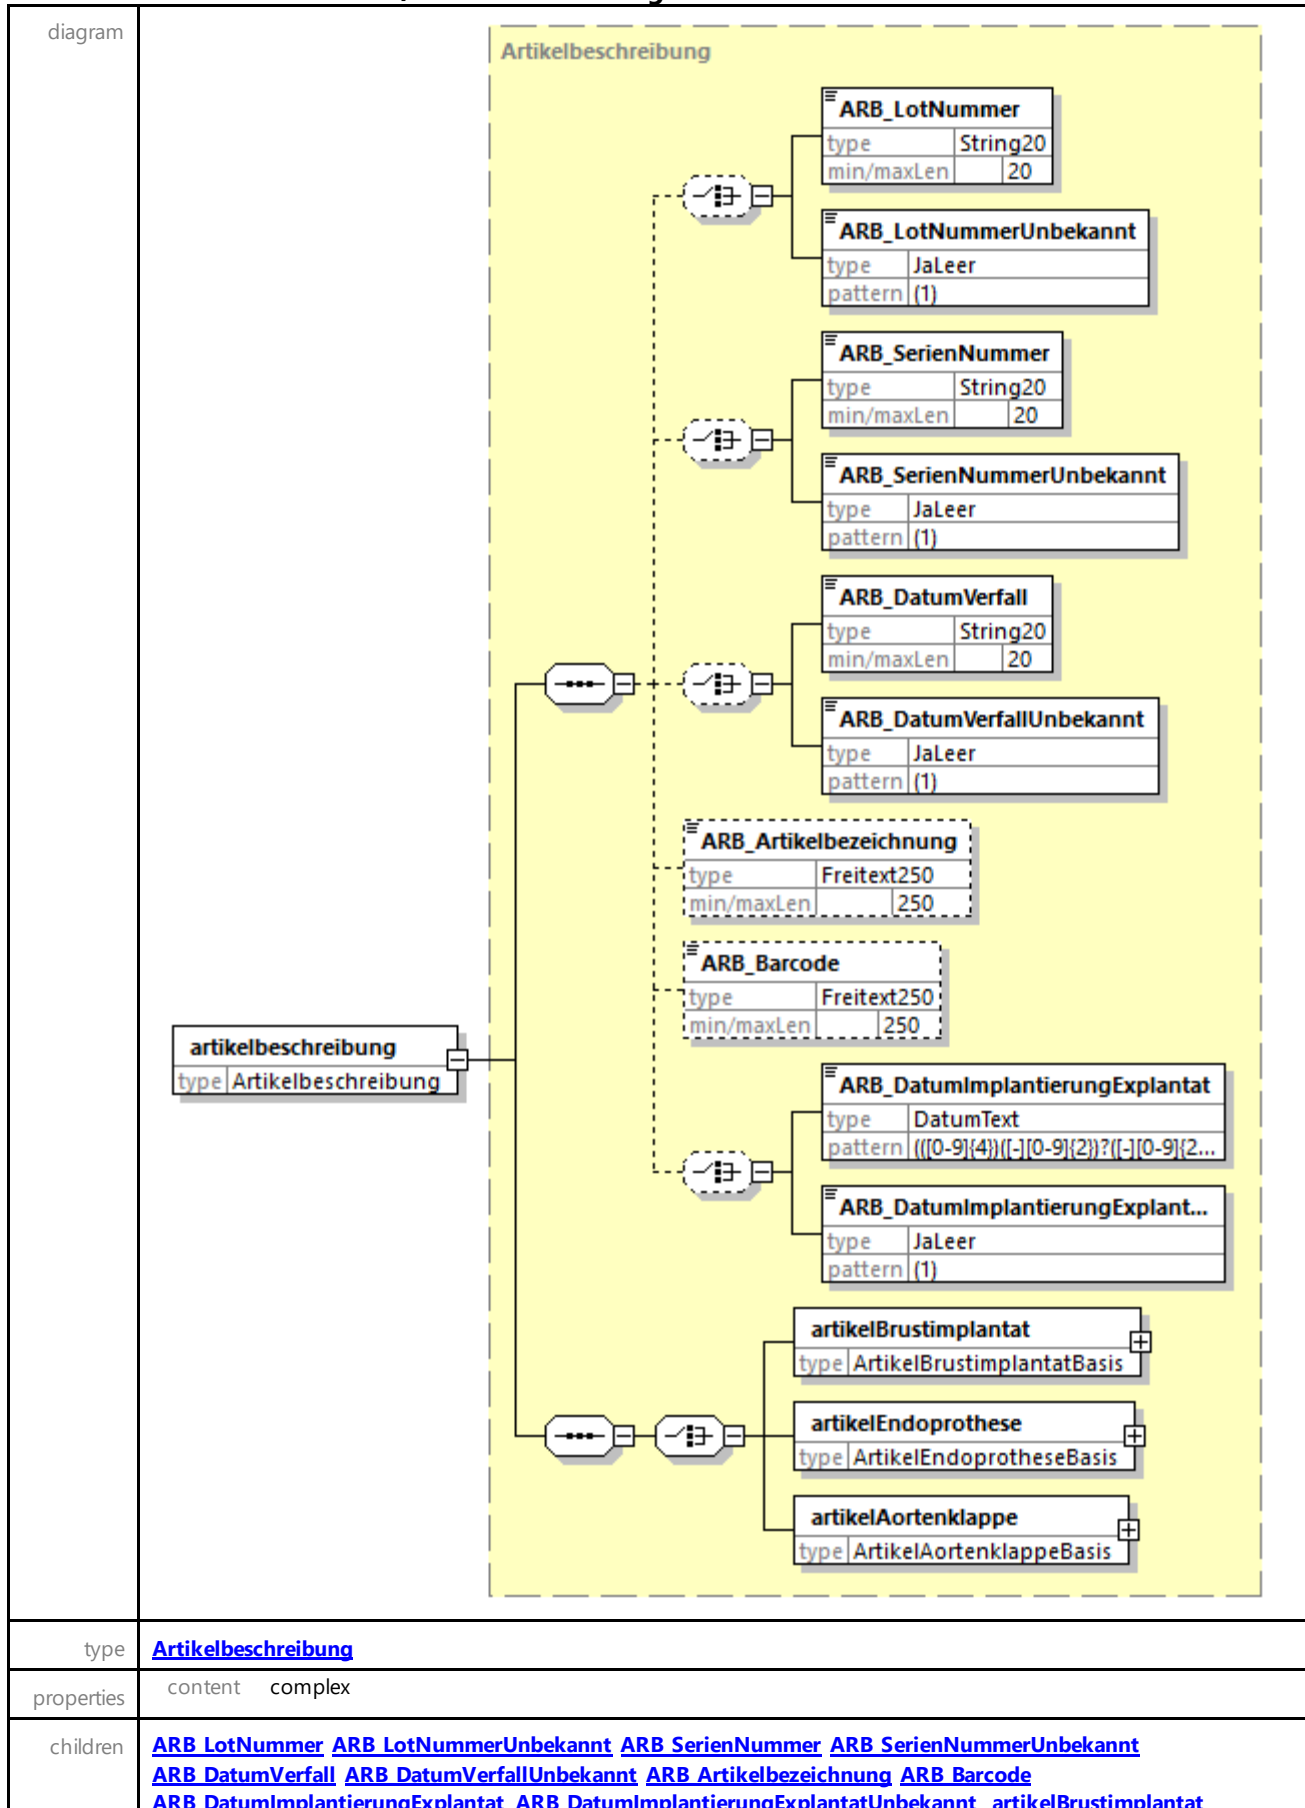 diagram
Artikelbeschreibung
ARB_LotNummer
type String20
min/maxLen 20
ARB_LotNummerUnbekannt
type JaLeer
pattern (1)
ARB_SerienNummer
type String20
min/maxLen 20
ARB_SerienNummerUnbekannt
type JaLeer
pattern (1)
ARB_DatumVerfall
type String20
min/maxLen 20
ARB_DatumVerfallUnbekannt
type JaLeer
pattern (1)
ARB_Artikelbezeichnung
type Freitext250
min/maxLen 250
ARB_Barcode
type Freitext250
min/maxLen 250
artikelbeschreibung
type Artikelbeschreibung
ARB_DatumImplantierungExplantat
type DatumText
pattern (([0-9]{4})([-][0-9]{2})?([-][0-9]{2...
ARB_DatumImplantierungExplant...
type JaLeer
pattern (1)
artikelBrustimplantat
type ArtikelBrustimplantatBasis
artikelEndoprothese
type ArtikelEndoprotheseBasis
artikelAortenklappe
type ArtikelAortenklappeBasis
type Artikelbeschreibung
properties content complex
children ARB_LotNummer ARB_LotNummerUnbekannt ARB_SerienNummer ARB_SerienNummerUnbekannt
ARB_DatumVerfall ARB_DatumVerfallUnbekannt ARB_Artikelbezeichnung ARB_Barcode
ARB_DatumImplantierungExplantat ARB_DatumImplantierungExplantatUnbekannt artikelBrustimplantat